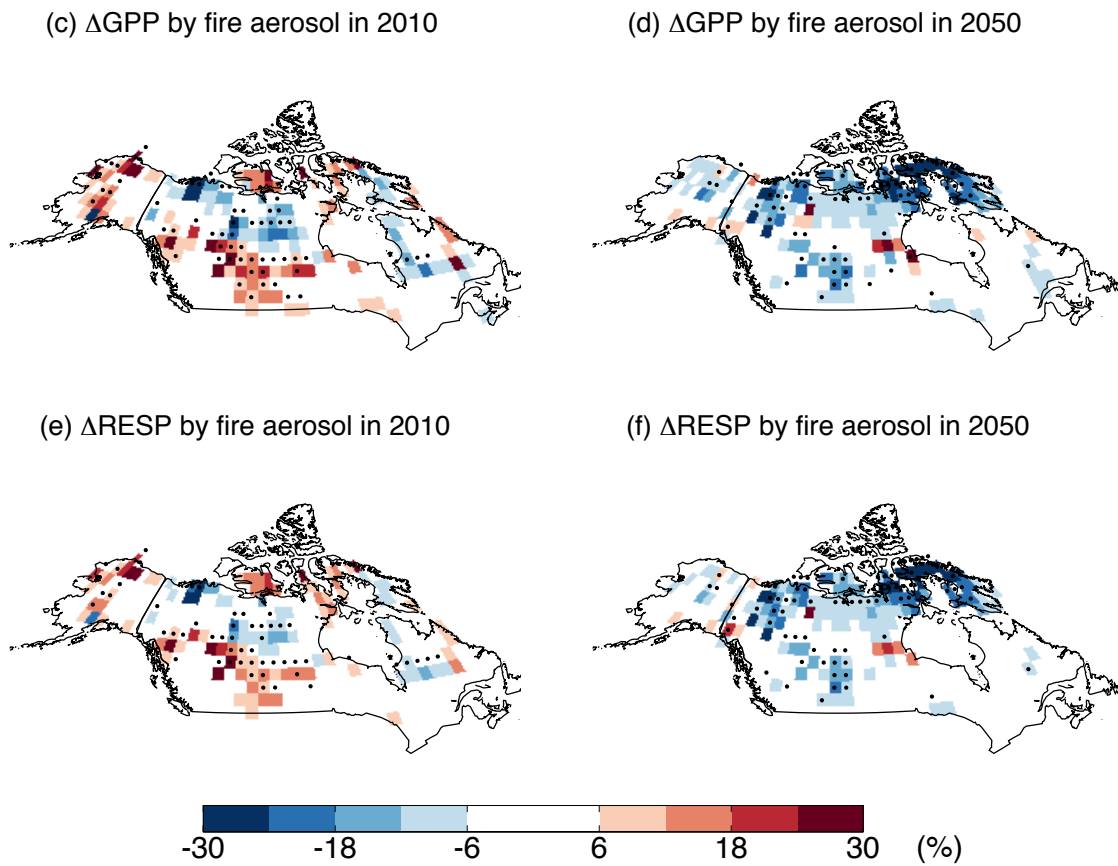 (c) ΔGPP by fire aerosol in 2010
(d) ΔGPP by fire aerosol in 2050
(e) ΔRESP by fire aerosol in 2010
(f) ΔRESP by fire aerosol in 2050
-30 -18 -6 6 18 30 (%)